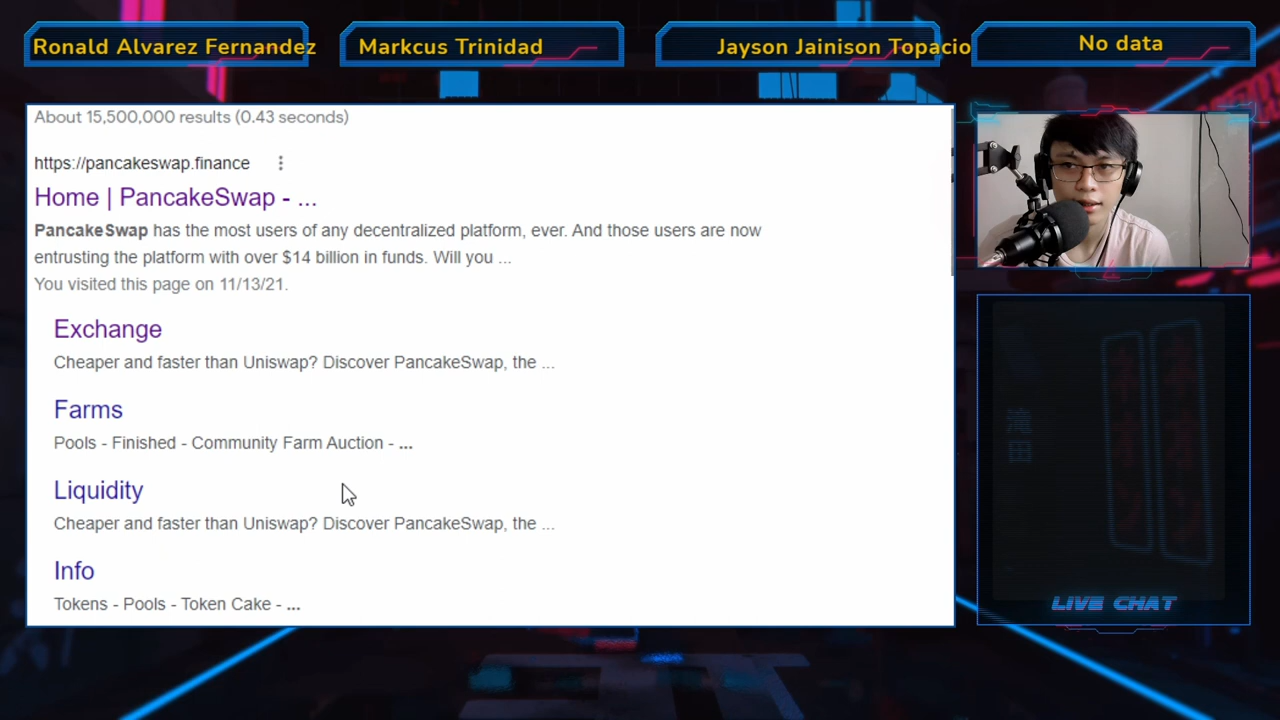 Ronald Alvarez Fernandez
Markcus Trinidad
Jayson Jainison Topacio
No data
About 15,500,000 results (0.43 seconds)
https://pancakeswap.finance
Home | PancakeSwap - ...
PancakeSwap has the most users of any decentralized platform, ever. And those users are now
entrusting the platform with over $14 billion in funds. Will you ...
You visited this page on 11/13/21.
Exchange
Cheaper and faster than Uniswap? Discover PancakeSwap, the ...
Farms
Pools - Finished - Community Farm Auction - ...
Liquidity
Cheaper and faster than Uniswap? Discover PancakeSwap, the ...
Info
Tokens - Pools - Token Cake - ...
LIVE CHAT